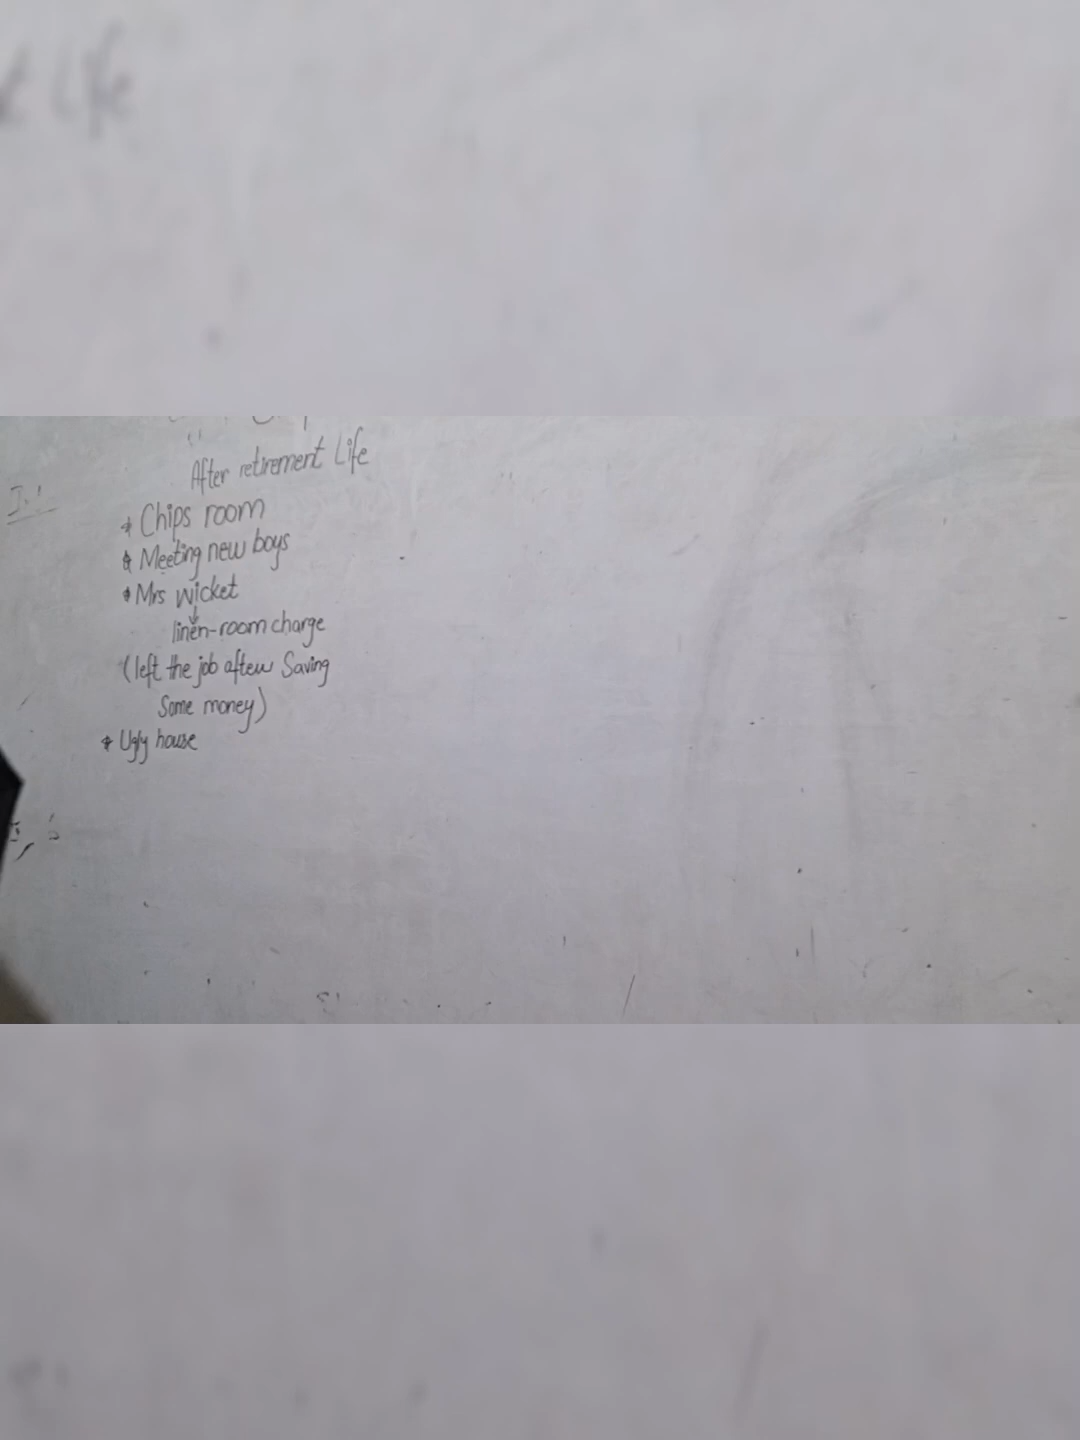 After retirement Life
* Chips room
* Meeting new boys
* Mrs wicket
↓
linen-room charge
(left the job aftew Saving
Some money)
* Ugly house